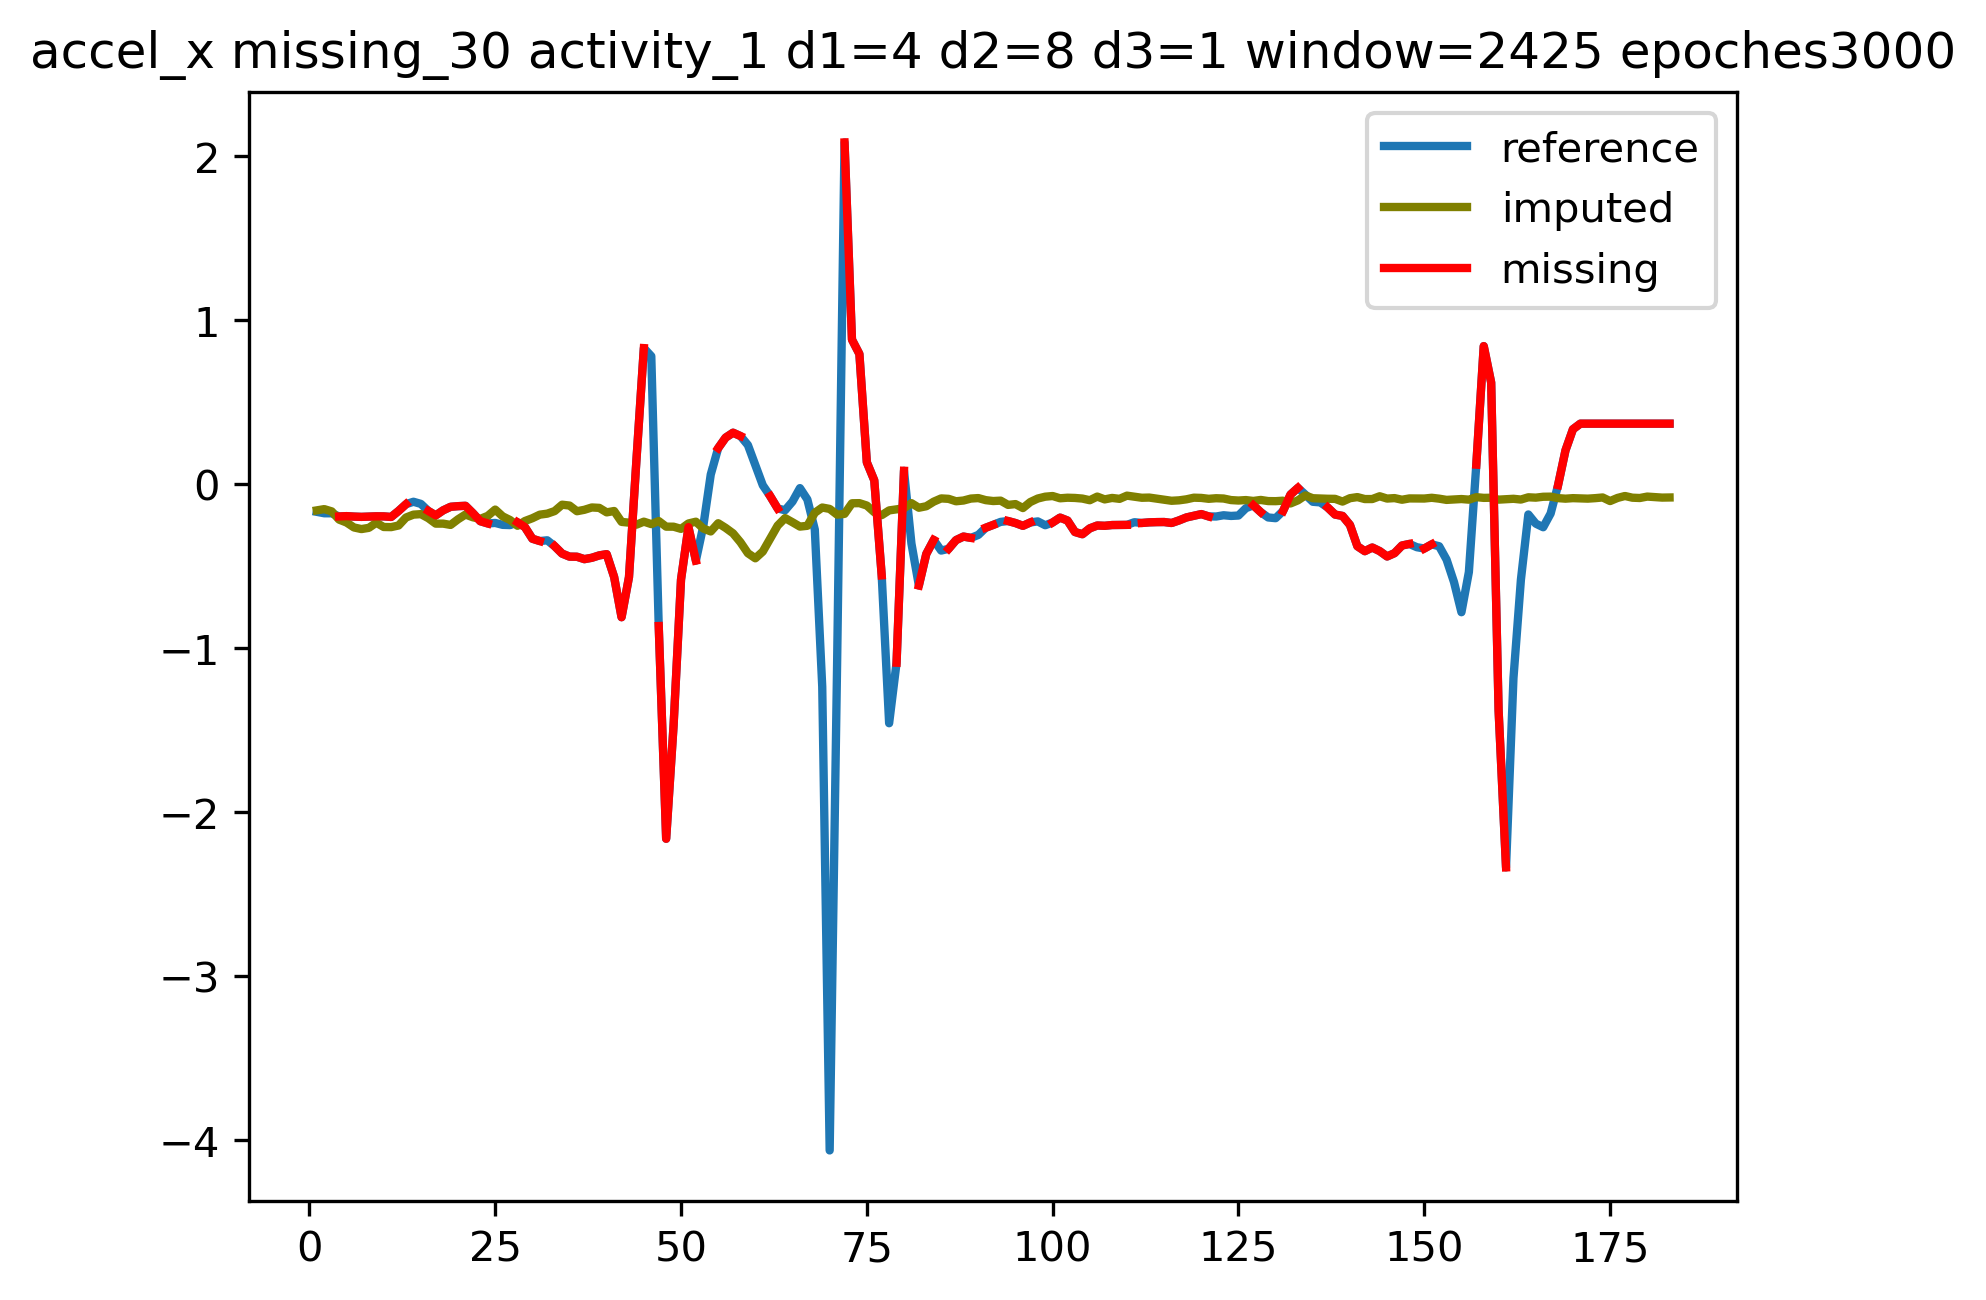 accel_x missing_30 activity_1 d1=4 d2=8 d3=1 window=2425 epoches3000
reference
imputed
missing
2
1
0
−1
−2
−3
−4
0 25 50 75 100 125 150 175